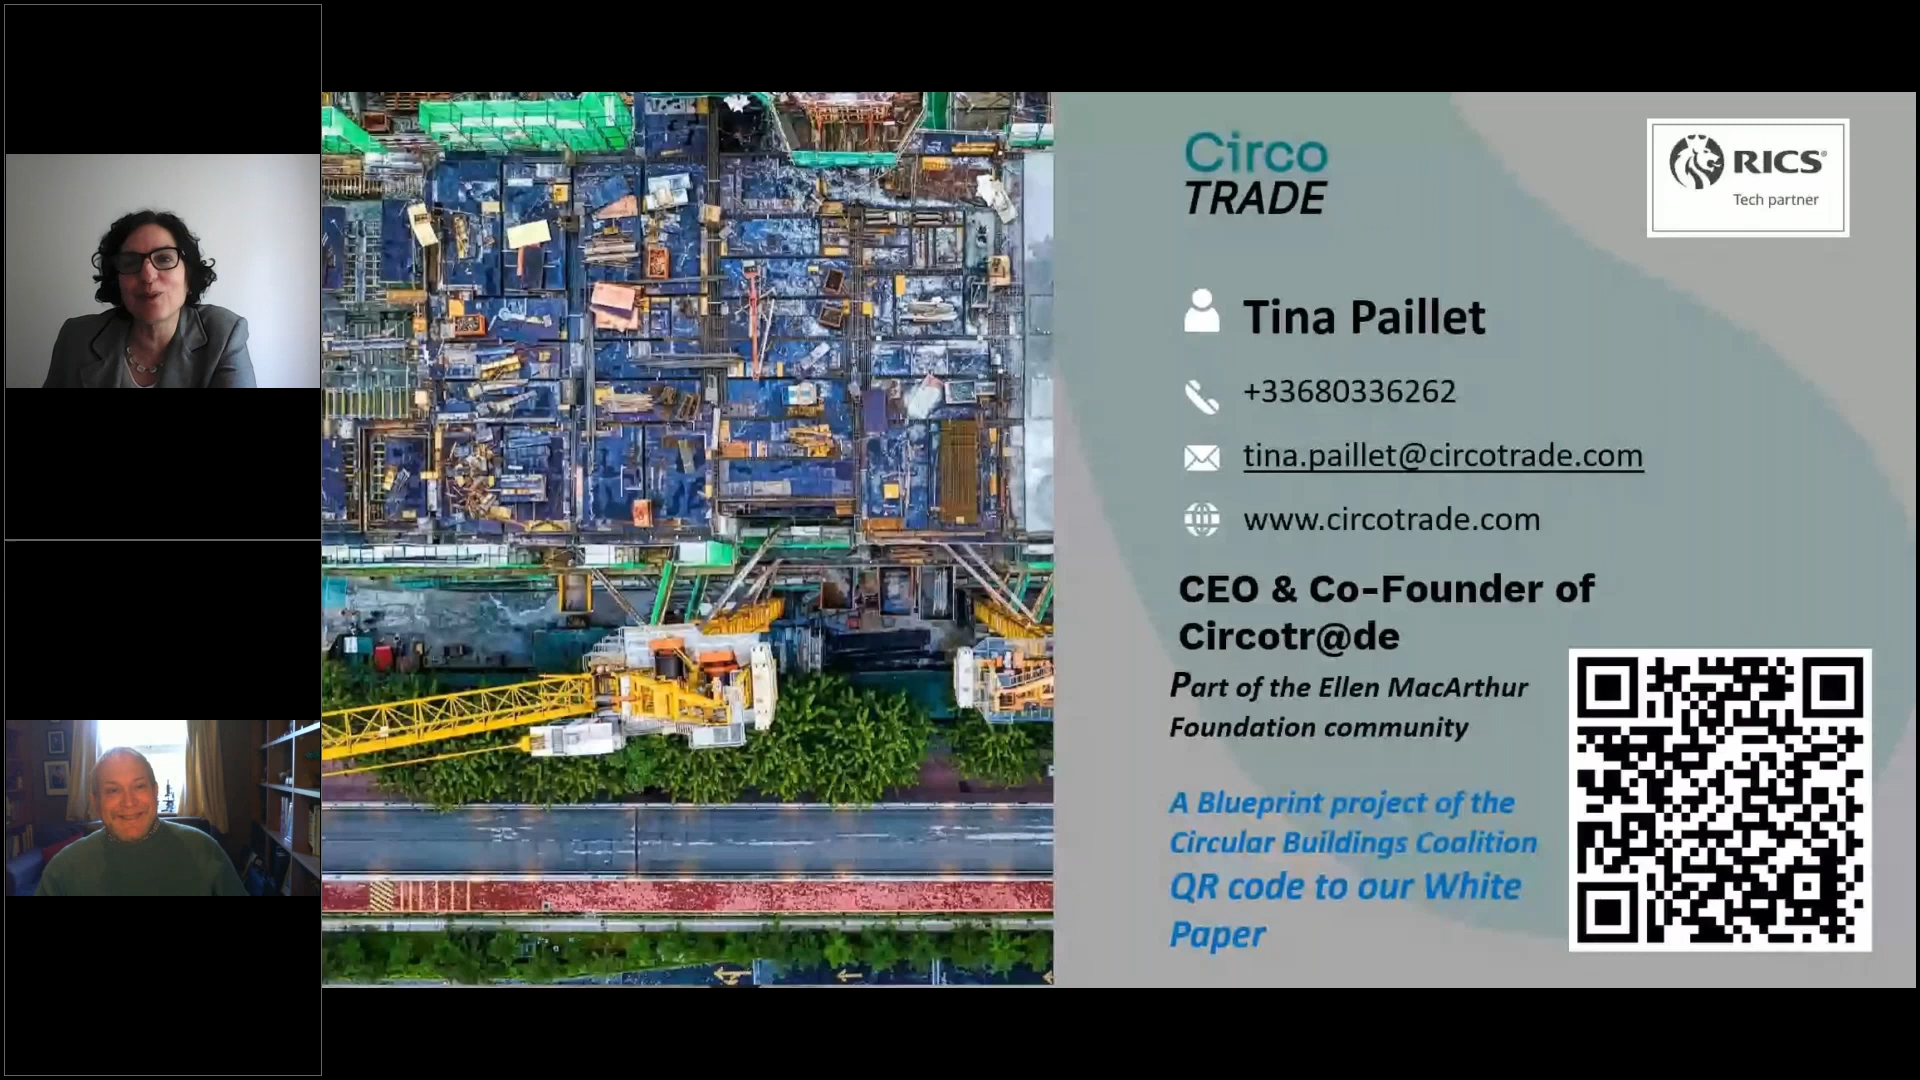 Circo
TRADE
RICS®
Tech partner
Tina Paillet
+33680336262
tina.paillet@circotrade.com
www.circotrade.com
CEO & Co-Founder of
Circotr@de
Part of the Ellen MacArthur
Foundation community
A Blueprint project of the
Circular Buildings Coalition
QR code to our White
Paper